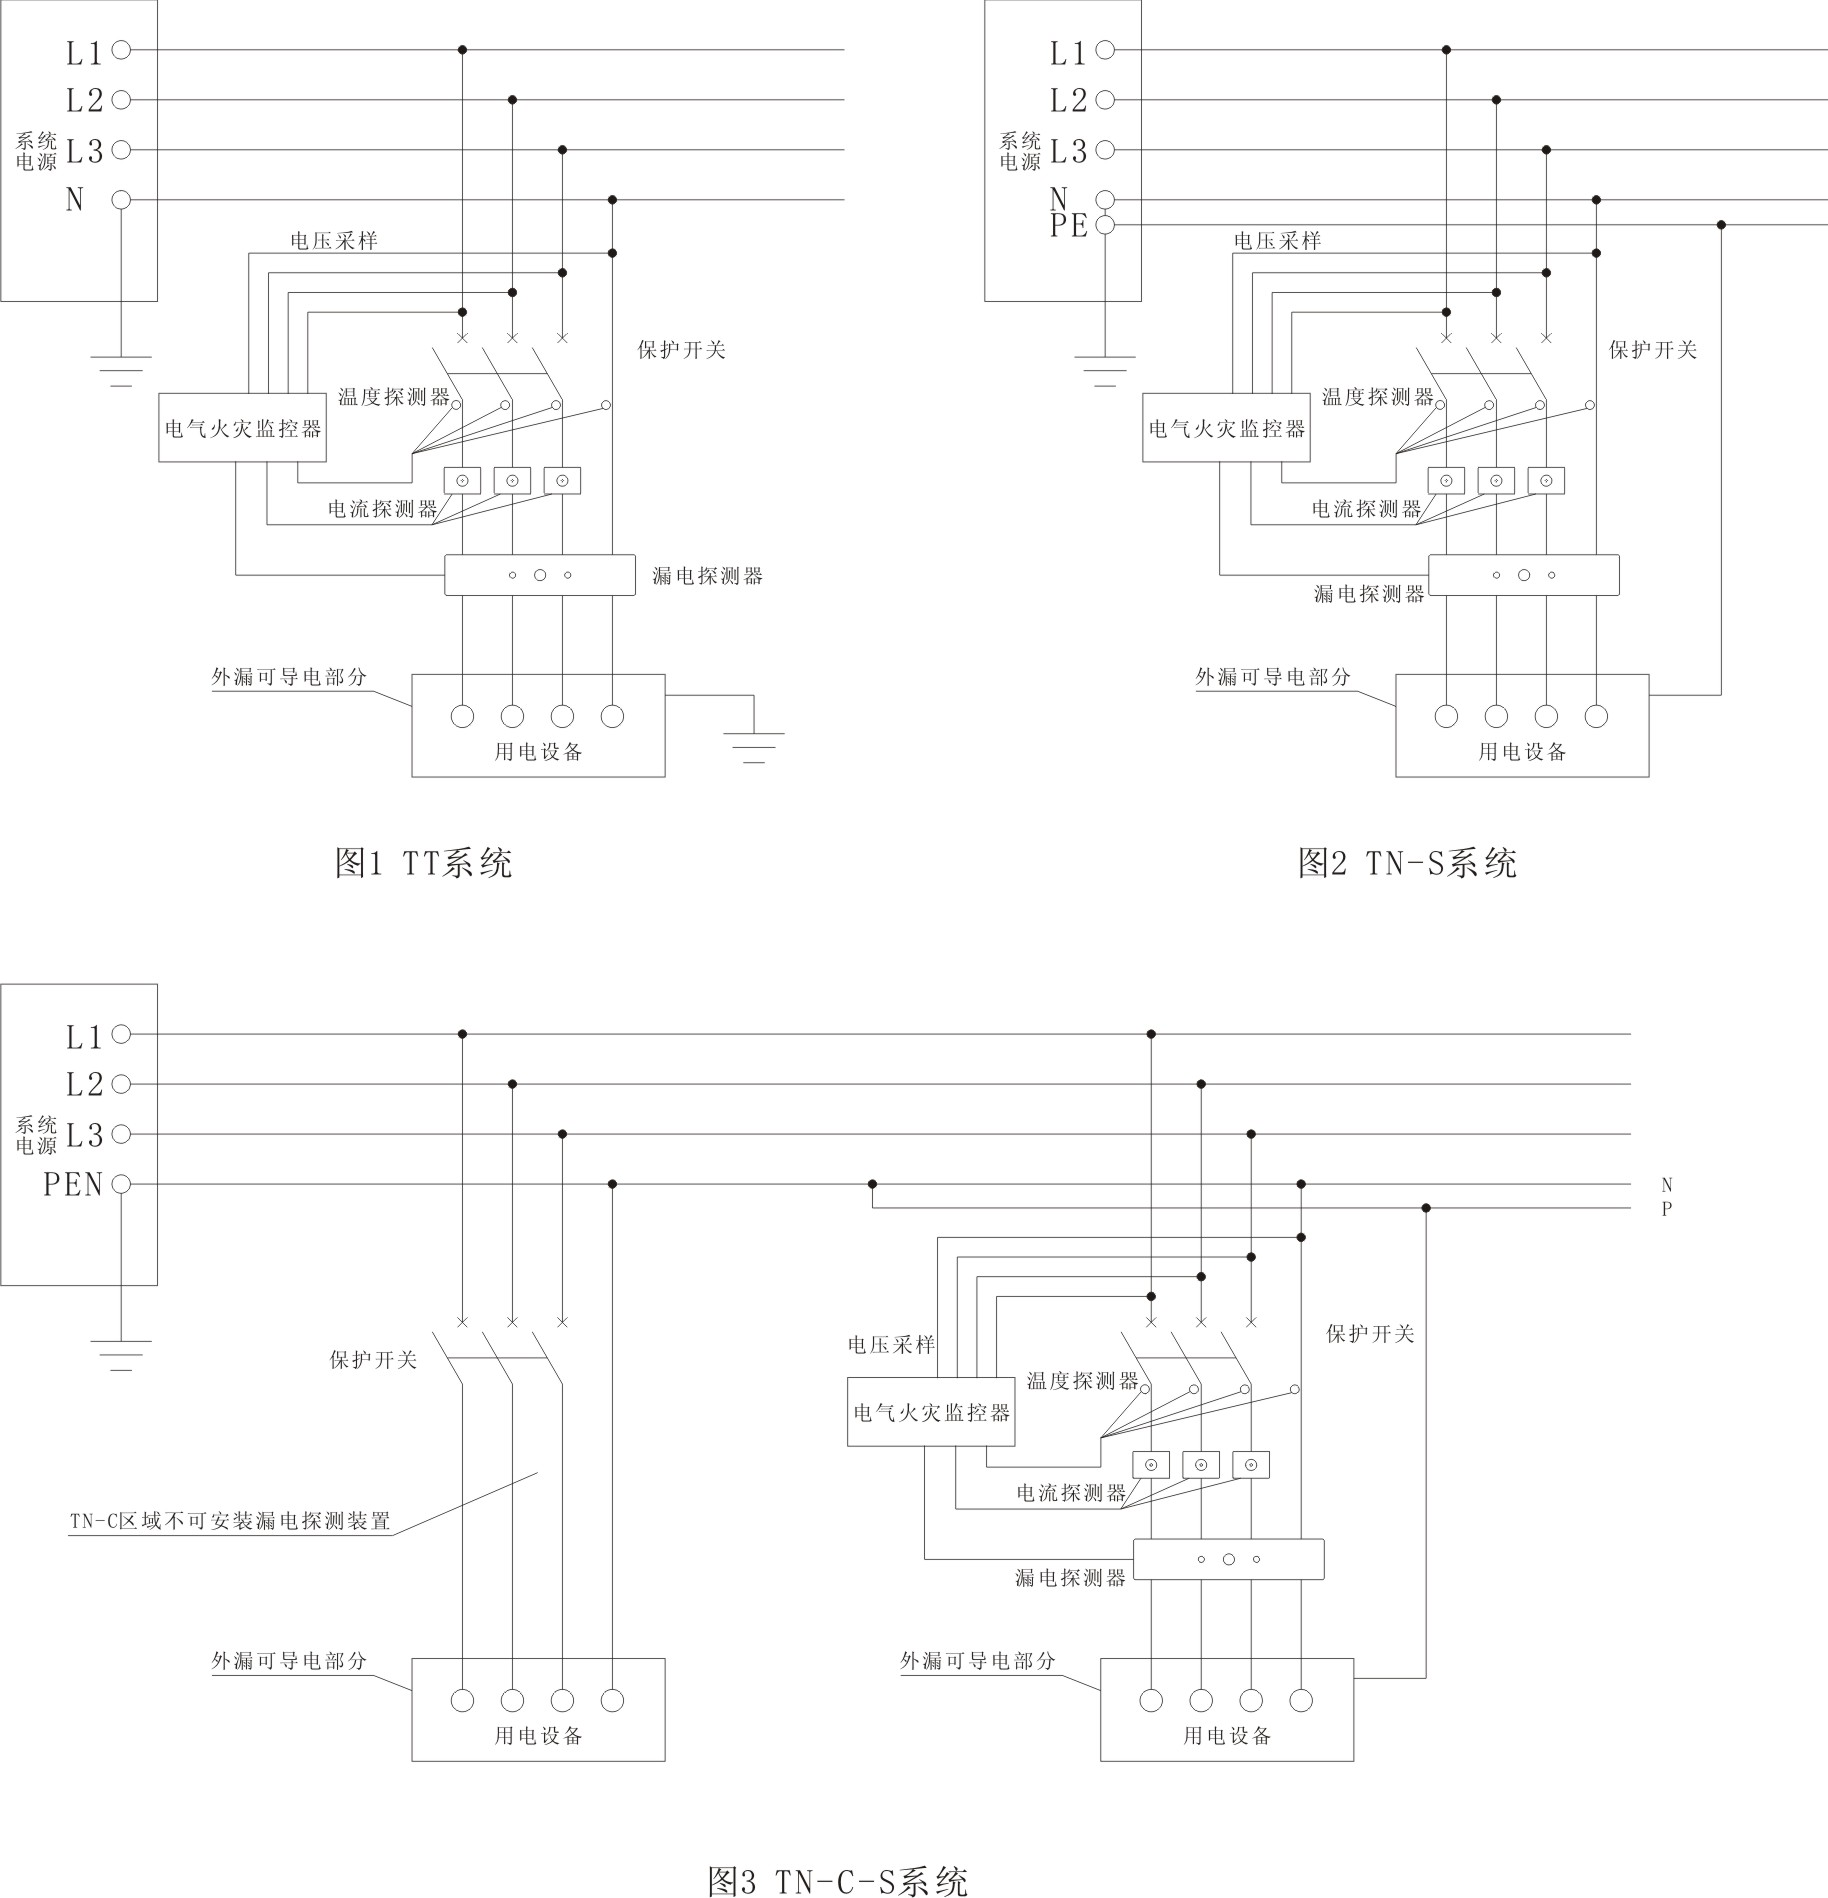 L1
L2
系统
电源
L3
N
电压采样
保护开关
温度探测器
电气火灾监控器
电流探测器
漏电探测器
外漏可导电部分
用电设备
图1 TT系统
L1
L2
系统
电源
L3
N
PE
电压采样
保护开关
温度探测器
电气火灾监控器
电流探测器
漏电探测器
外漏可导电部分
用电设备
图2 TN-S系统
L1
L2
系统
电源
L3
PEN
保护开关
TN-C区域不可安装漏电探测装置
外漏可导电部分
用电设备
N
P
电压采样
保护开关
温度探测器
电气火灾监控器
电流探测器
漏电探测器
外漏可导电部分
用电设备
图3 TN-C-S系统